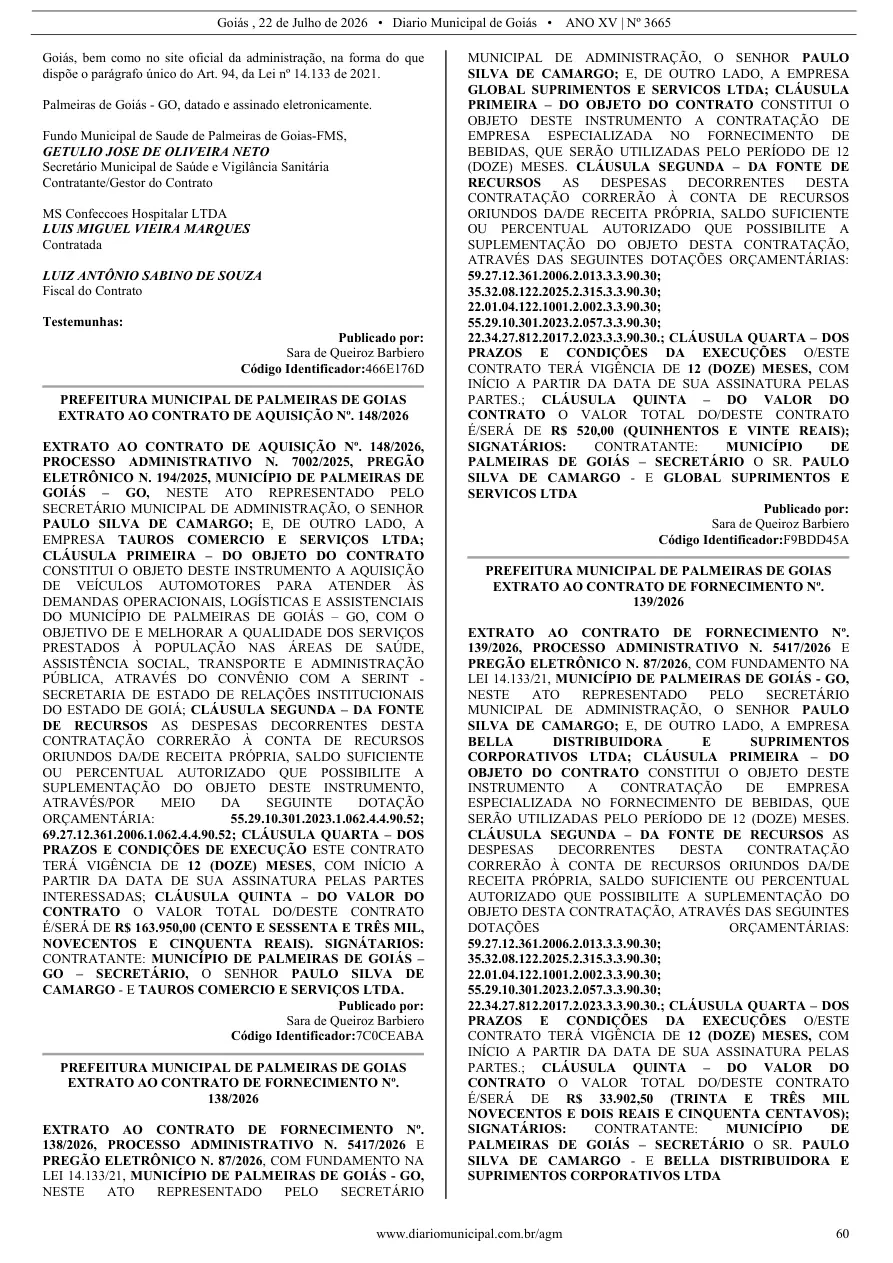 Goiás , 22 de Julho de 2026 • Diario Municipal de Goiás • ANO XV | Nº 3665
Goiás, bem como no site oficial da administração, na forma do que
dispõe o parágrafo único do Art. 94, da Lei nº 14.133 de 2021.
Palmeiras de Goiás - GO, datado e assinado eletronicamente.
Fundo Municipal de Saude de Palmeiras de Goias-FMS,
GETULIO JOSE DE OLIVEIRA NETO
Secretário Municipal de Saúde e Vigilância Sanitária
Contratante/Gestor do Contrato
MS Confeccoes Hospitalar LTDA
LUIS MIGUEL VIEIRA MARQUES
Contratada
LUIZ ANTÔNIO SABINO DE SOUZA
Fiscal do Contrato
Testemunhas:
Publicado por:
Sara de Queiroz Barbiero
Código Identificador:466E176D
PREFEITURA MUNICIPAL DE PALMEIRAS DE GOIAS
EXTRATO AO CONTRATO DE AQUISIÇÃO Nº. 148/2026
EXTRATO AO CONTRATO DE AQUISIÇÃO Nº. 148/2026,
PROCESSO ADMINISTRATIVO N. 7002/2025, PREGÃO
ELETRÔNICO N. 194/2025, MUNICÍPIO DE PALMEIRAS DE
GOIÁS – GO, NESTE ATO REPRESENTADO PELO
SECRETÁRIO MUNICIPAL DE ADMINISTRAÇÃO, O SENHOR
PAULO SILVA DE CAMARGO; E, DE OUTRO LADO, A
EMPRESA TAUROS COMERCIO E SERVIÇOS LTDA;
CLÁUSULA PRIMEIRA – DO OBJETO DO CONTRATO
CONSTITUI O OBJETO DESTE INSTRUMENTO A AQUISIÇÃO
DE VEÍCULOS AUTOMOTORES PARA ATENDER ÀS
DEMANDAS OPERACIONAIS, LOGÍSTICAS E ASSISTENCIAIS
DO MUNICÍPIO DE PALMEIRAS DE GOIÁS – GO, COM O
OBJETIVO DE E MELHORAR A QUALIDADE DOS SERVIÇOS
PRESTADOS À POPULAÇÃO NAS ÁREAS DE SAÚDE,
ASSISTÊNCIA SOCIAL, TRANSPORTE E ADMINISTRAÇÃO
PÚBLICA, ATRAVÉS DO CONVÊNIO COM A SERINT -
SECRETARIA DE ESTADO DE RELAÇÕES INSTITUCIONAIS
DO ESTADO DE GOIÁ; CLÁUSULA SEGUNDA – DA FONTE
DE RECURSOS AS DESPESAS DECORRENTES DESTA
CONTRATAÇÃO CORRERÃO À CONTA DE RECURSOS
ORIUNDOS DA/DE RECEITA PRÓPRIA, SALDO SUFICIENTE
OU PERCENTUAL AUTORIZADO QUE POSSIBILITE A
SUPLEMENTAÇÃO DO OBJETO DESTE INSTRUMENTO,
ATRAVÉS/POR MEIO DA SEGUINTE DOTAÇÃO
ORÇAMENTÁRIA: 55.29.10.301.2023.1.062.4.4.90.52;
69.27.12.361.2006.1.062.4.4.90.52; CLÁUSULA QUARTA – DOS
PRAZOS E CONDIÇÕES DE EXECUÇÃO ESTE CONTRATO
TERÁ VIGÊNCIA DE 12 (DOZE) MESES, COM INÍCIO A
PARTIR DA DATA DE SUA ASSINATURA PELAS PARTES
INTERESSADAS; CLÁUSULA QUINTA – DO VALOR DO
CONTRATO O VALOR TOTAL DO/DESTE CONTRATO
É/SERÁ DE R$ 163.950,00 (CENTO E SESSENTA E TRÊS MIL,
NOVECENTOS E CINQUENTA REAIS). SIGNÁTARIOS:
CONTRATANTE: MUNICÍPIO DE PALMEIRAS DE GOIÁS –
GO – SECRETÁRIO, O SENHOR PAULO SILVA DE
CAMARGO - E TAUROS COMERCIO E SERVIÇOS LTDA.
Publicado por:
Sara de Queiroz Barbiero
Código Identificador:7C0CEABA
PREFEITURA MUNICIPAL DE PALMEIRAS DE GOIAS
EXTRATO AO CONTRATO DE FORNECIMENTO Nº.
138/2026
EXTRATO AO CONTRATO DE FORNECIMENTO Nº.
138/2026, PROCESSO ADMINISTRATIVO N. 5417/2026 E
PREGÃO ELETRÔNICO N. 87/2026, COM FUNDAMENTO NA
LEI 14.133/21, MUNICÍPIO DE PALMEIRAS DE GOIÁS - GO,
NESTE ATO REPRESENTADO PELO SECRETÁRIO
MUNICIPAL DE ADMINISTRAÇÃO, O SENHOR PAULO
SILVA DE CAMARGO; E, DE OUTRO LADO, A EMPRESA
GLOBAL SUPRIMENTOS E SERVICOS LTDA; CLÁUSULA
PRIMEIRA – DO OBJETO DO CONTRATO CONSTITUI O
OBJETO DESTE INSTRUMENTO A CONTRATAÇÃO DE
EMPRESA ESPECIALIZADA NO FORNECIMENTO DE
BEBIDAS, QUE SERÃO UTILIZADAS PELO PERÍODO DE 12
(DOZE) MESES. CLÁUSULA SEGUNDA – DA FONTE DE
RECURSOS AS DESPESAS DECORRENTES DESTA
CONTRATAÇÃO CORRERÃO À CONTA DE RECURSOS
ORIUNDOS DA/DE RECEITA PRÓPRIA, SALDO SUFICIENTE
OU PERCENTUAL AUTORIZADO QUE POSSIBILITE A
SUPLEMENTAÇÃO DO OBJETO DESTA CONTRATAÇÃO,
ATRAVÉS DAS SEGUINTES DOTAÇÕES ORÇAMENTÁRIAS:
59.27.12.361.2006.2.013.3.3.90.30;
35.32.08.122.2025.2.315.3.3.90.30;
22.01.04.122.1001.2.002.3.3.90.30;
55.29.10.301.2023.2.057.3.3.90.30;
22.34.27.812.2017.2.023.3.3.90.30.; CLÁUSULA QUARTA – DOS
PRAZOS E CONDIÇÕES DA EXECUÇÕES O/ESTE
CONTRATO TERÁ VIGÊNCIA DE 12 (DOZE) MESES, COM
INÍCIO A PARTIR DA DATA DE SUA ASSINATURA PELAS
PARTES.; CLÁUSULA QUINTA – DO VALOR DO
CONTRATO O VALOR TOTAL DO/DESTE CONTRATO
É/SERÁ DE R$ 520,00 (QUINHENTOS E VINTE REAIS);
SIGNATÁRIOS: CONTRATANTE: MUNICÍPIO DE
PALMEIRAS DE GOIÁS – SECRETÁRIO O SR. PAULO
SILVA DE CAMARGO - E GLOBAL SUPRIMENTOS E
SERVICOS LTDA
Publicado por:
Sara de Queiroz Barbiero
Código Identificador:F9BDD45A
PREFEITURA MUNICIPAL DE PALMEIRAS DE GOIAS
EXTRATO AO CONTRATO DE FORNECIMENTO Nº.
139/2026
EXTRATO AO CONTRATO DE FORNECIMENTO Nº.
139/2026, PROCESSO ADMINISTRATIVO N. 5417/2026 E
PREGÃO ELETRÔNICO N. 87/2026, COM FUNDAMENTO NA
LEI 14.133/21, MUNICÍPIO DE PALMEIRAS DE GOIÁS - GO,
NESTE ATO REPRESENTADO PELO SECRETÁRIO
MUNICIPAL DE ADMINISTRAÇÃO, O SENHOR PAULO
SILVA DE CAMARGO; E, DE OUTRO LADO, A EMPRESA
BELLA DISTRIBUIDORA E SUPRIMENTOS
CORPORATIVOS LTDA; CLÁUSULA PRIMEIRA – DO
OBJETO DO CONTRATO CONSTITUI O OBJETO DESTE
INSTRUMENTO A CONTRATAÇÃO DE EMPRESA
ESPECIALIZADA NO FORNECIMENTO DE BEBIDAS, QUE
SERÃO UTILIZADAS PELO PERÍODO DE 12 (DOZE) MESES.
CLÁUSULA SEGUNDA – DA FONTE DE RECURSOS AS
DESPESAS DECORRENTES DESTA CONTRATAÇÃO
CORRERÃO À CONTA DE RECURSOS ORIUNDOS DA/DE
RECEITA PRÓPRIA, SALDO SUFICIENTE OU PERCENTUAL
AUTORIZADO QUE POSSIBILITE A SUPLEMENTAÇÃO DO
OBJETO DESTA CONTRATAÇÃO, ATRAVÉS DAS SEGUINTES
DOTAÇÕES ORÇAMENTÁRIAS:
59.27.12.361.2006.2.013.3.3.90.30;
35.32.08.122.2025.2.315.3.3.90.30;
22.01.04.122.1001.2.002.3.3.90.30;
55.29.10.301.2023.2.057.3.3.90.30;
22.34.27.812.2017.2.023.3.3.90.30.; CLÁUSULA QUARTA – DOS
PRAZOS E CONDIÇÕES DA EXECUÇÕES O/ESTE
CONTRATO TERÁ VIGÊNCIA DE 12 (DOZE) MESES, COM
INÍCIO A PARTIR DA DATA DE SUA ASSINATURA PELAS
PARTES.; CLÁUSULA QUINTA – DO VALOR DO
CONTRATO O VALOR TOTAL DO/DESTE CONTRATO
É/SERÁ DE R$ 33.902,50 (TRINTA E TRÊS MIL
NOVECENTOS E DOIS REAIS E CINQUENTA CENTAVOS);
SIGNATÁRIOS: CONTRATANTE: MUNICÍPIO DE
PALMEIRAS DE GOIÁS – SECRETÁRIO O SR. PAULO
SILVA DE CAMARGO - E BELLA DISTRIBUIDORA E
SUPRIMENTOS CORPORATIVOS LTDA
www.diariomunicipal.com.br/agm 60